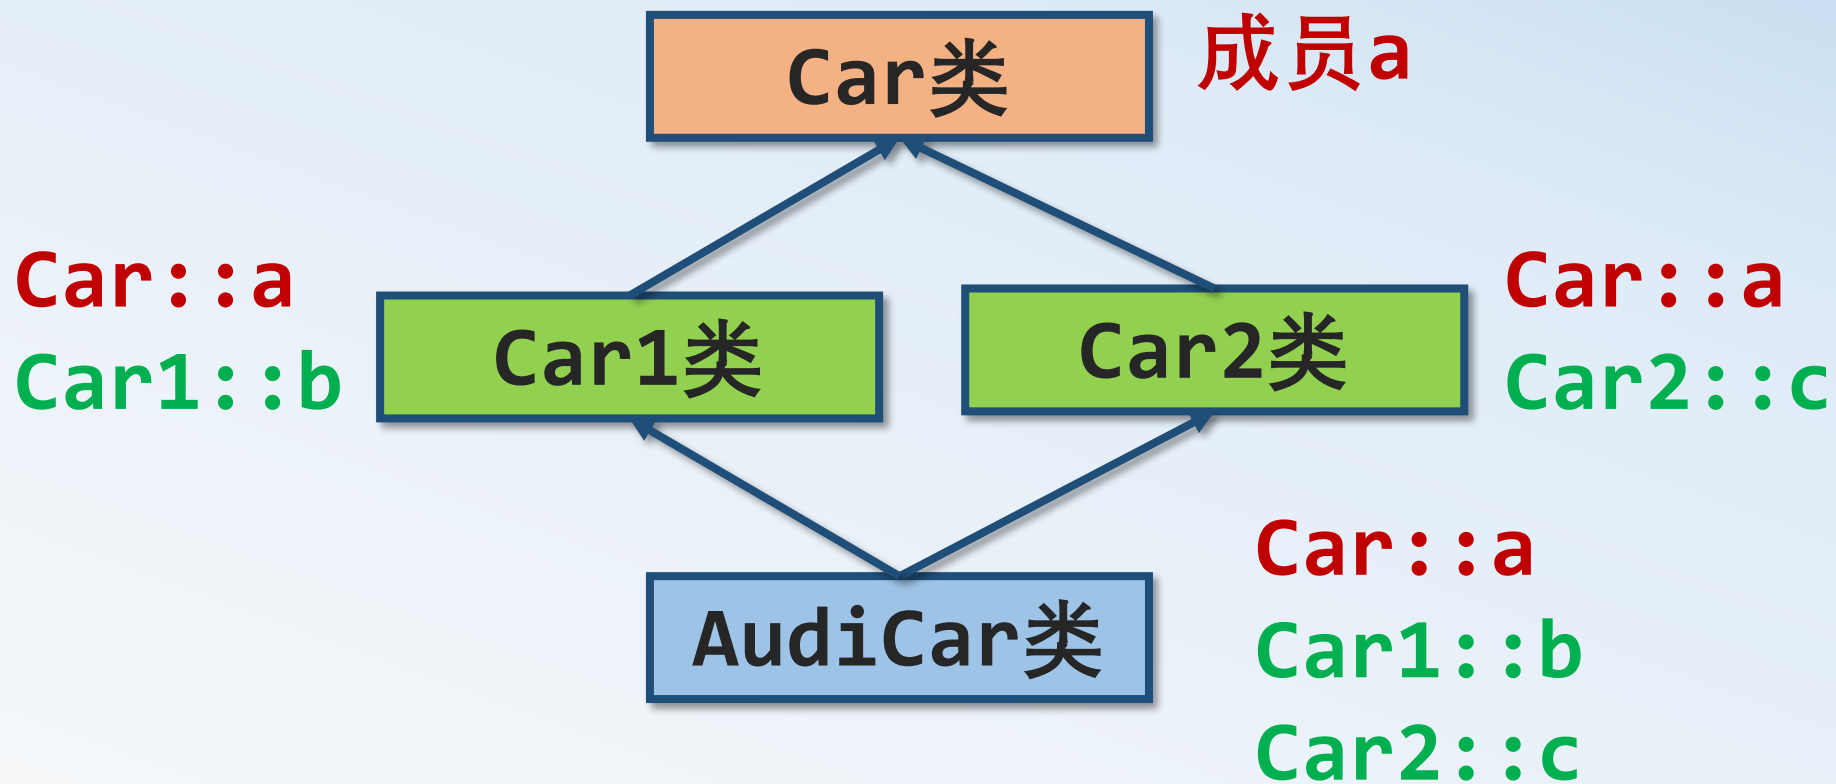 Car类
成员a
Car::a
Car1::b
Car1类
Car2类
Car::a
Car2::c
AudiCar类
Car::a
Car1::b
Car2::c